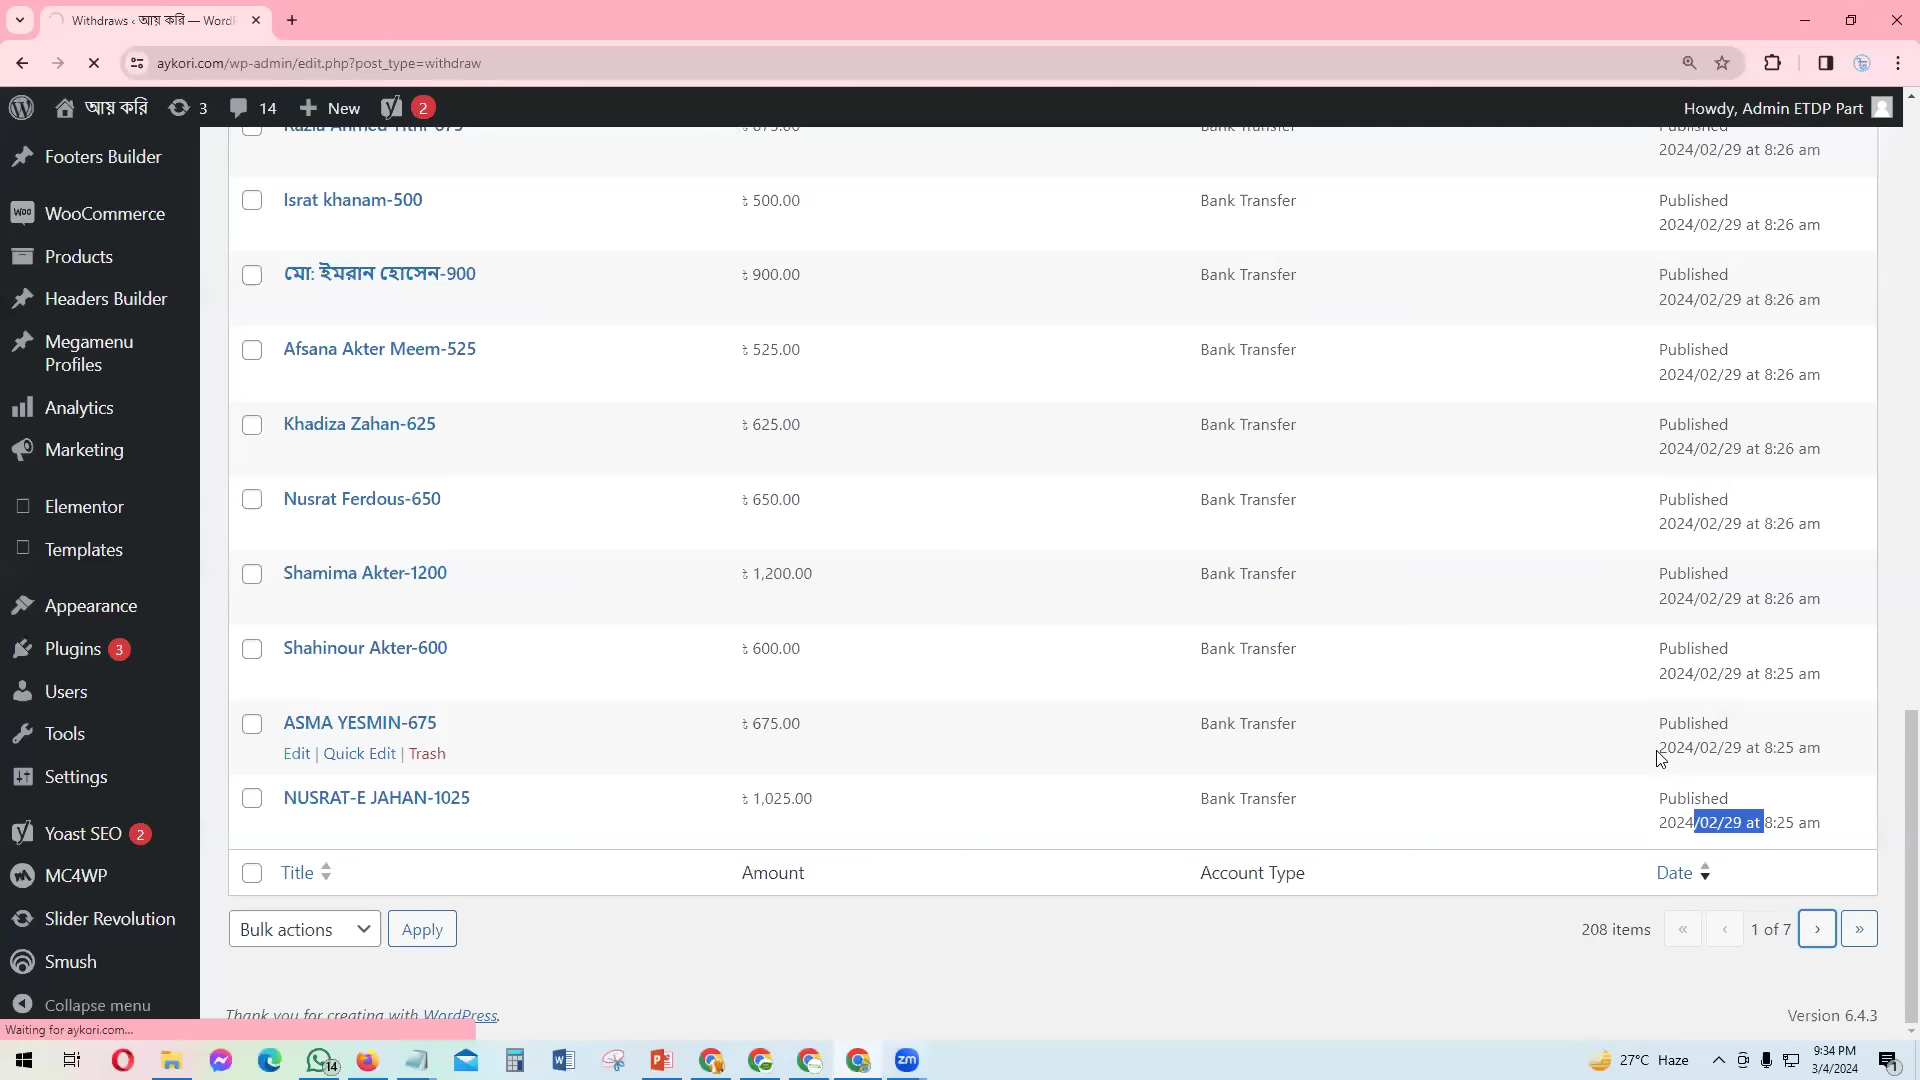 Withdraws ‹ আয় করি — Word
aykori.com/wp-admin/edit.php?post_type=withdraw
আয় করি 3 14 New 2 Howdy, Admin ETDP Part
Footers Builder
WooCommerce
Products
Headers Builder
Megamenu
Profiles
Analytics
Marketing
Elementor
Templates
Appearance
Plugins 3
Users
Tools
Settings
Yoast SEO 2
MC4WP
Slider Revolution
Smush
Collapse menu
Published
2024/02/29 at 8:26 am
Israt khanam-500 ৳ 500.00 Bank Transfer Published
2024/02/29 at 8:26 am
মো: ইমরান হোসেন-900 ৳ 900.00 Bank Transfer Published
2024/02/29 at 8:26 am
Afsana Akter Meem-525 ৳ 525.00 Bank Transfer Published
2024/02/29 at 8:26 am
Khadiza Zahan-625 ৳ 625.00 Bank Transfer Published
2024/02/29 at 8:26 am
Nusrat Ferdous-650 ৳ 650.00 Bank Transfer Published
2024/02/29 at 8:26 am
Shamima Akter-1200 ৳ 1,200.00 Bank Transfer Published
2024/02/29 at 8:26 am
Shahinour Akter-600 ৳ 600.00 Bank Transfer Published
2024/02/29 at 8:25 am
ASMA YESMIN-675 ৳ 675.00 Bank Transfer Published
Edit | Quick Edit | Trash 2024/02/29 at 8:25 am
NUSRAT-E JAHAN-1025 ৳ 1,025.00 Bank Transfer Published
2024/02/29 at 8:25 am
Title Amount Account Type Date
Bulk actions Apply 208 items « ‹ 1 of 7 › »
Thank you for creating with WordPress. Version 6.4.3
Waiting for aykori.com...
14 27°C Haze 9:34 PM
3/4/2024 1